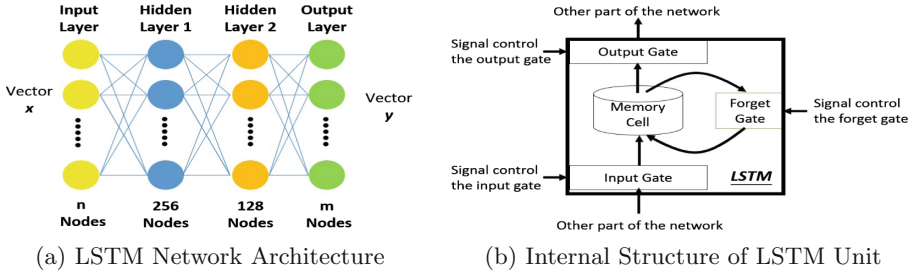 Input Layer
Hidden Layer 1
Hidden Layer 2
Output Layer
Vector
x
Vector
y
n Nodes
256 Nodes
128 Nodes
m Nodes
(a) LSTM Network Architecture
Other part of the network
Signal control
the output gate
Output Gate
Memory
Cell
Forget
Gate
Signal control
the forget gate
Signal control
the input gate
Input Gate
LSTM
Other part of the network
(b) Internal Structure of LSTM Unit